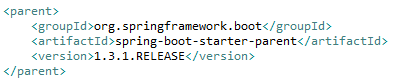 <parent>
    <groupId>org.springframework.boot</groupId>
    <artifactId>spring-boot-starter-parent</artifactId>
    <version>1.3.1.RELEASE</version>
</parent>